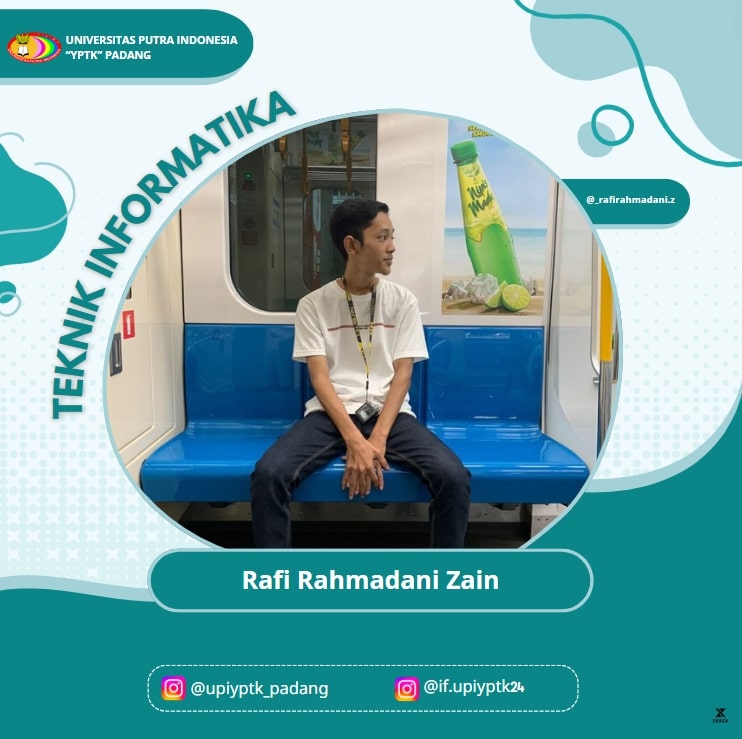 UNIVERSITAS PUTRA INDONESIA
“YPTK” PADANG
TEKNIK INFORMATIKA
@_rafirahmadani.z
Rafi Rahmadani Zain
@upiyptk_padang
@if.upiyptk24